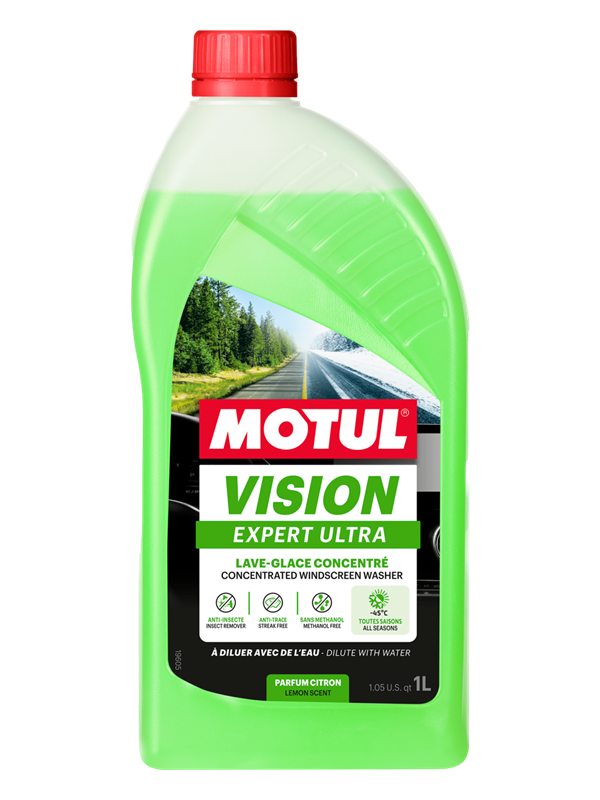 MOTUL®
VISION
EXPERT ULTRA
LAVE-GLACE CONCENTRÉ
CONCENTRATED WINDSCREEN WASHER
ANTI-INSECTE
INSECT REMOVER
ANTI-TRACE
STREAK FREE
SANS MÉTHANOL
METHANOL FREE
-45°C
TOUTES SAISONS
ALL SEASONS
À DILUER AVEC DE L'EAU - DILUTE WITH WATER
19605
PARFUM CITRON
LEMON SCENT
1.05 U.S. qt 1L